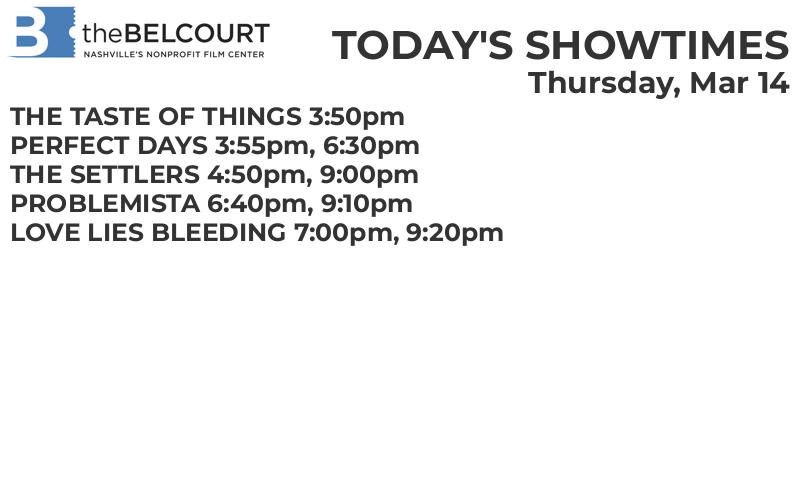 B theBELCOURT
NASHVILLE'S NONPROFIT FILM CENTER
TODAY'S SHOWTIMES
Thursday, Mar 14
THE TASTE OF THINGS 3:50pm
PERFECT DAYS 3:55pm, 6:30pm
THE SETTLERS 4:50pm, 9:00pm
PROBLEMISTA 6:40pm, 9:10pm
LOVE LIES BLEEDING 7:00pm, 9:20pm